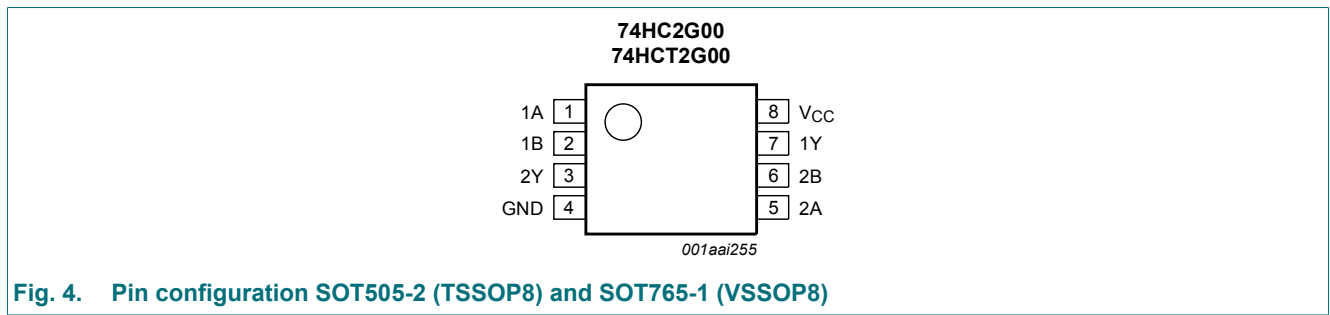 74HC2G00
74HCT2G00
1A 1 8 VCC
1B 2 7 1Y
2Y 3 6 2B
GND 4 5 2A
001aai255
Fig. 4. Pin configuration SOT505-2 (TSSOP8) and SOT765-1 (VSSOP8)